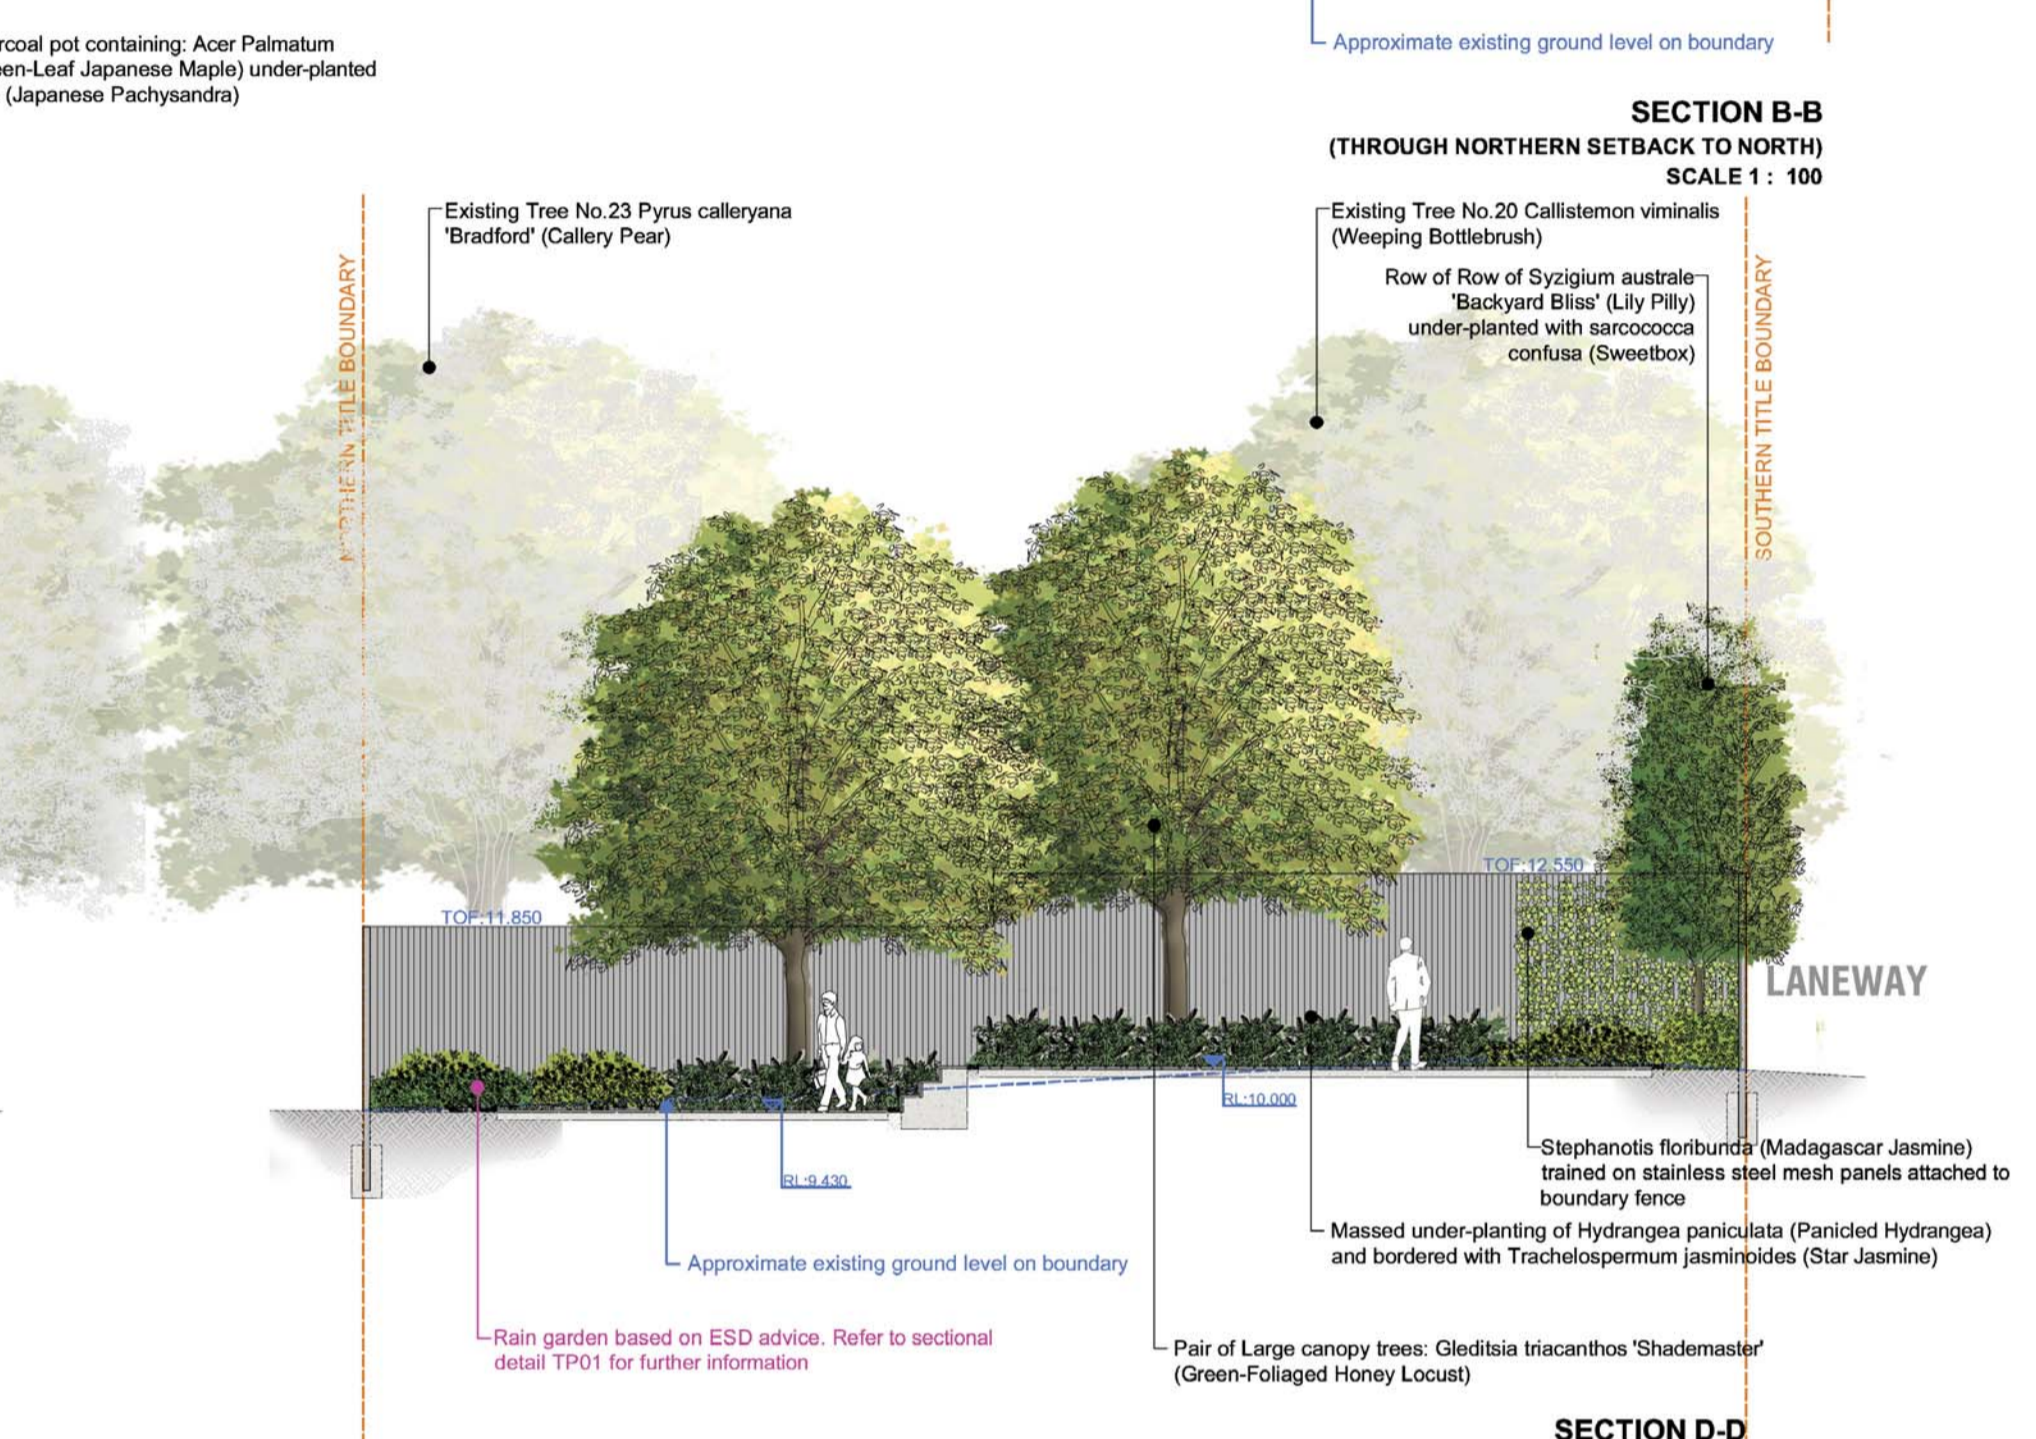 rcoal pot containing: Acer Palmatum
en-Leaf Japanese Maple) under-planted
(Japanese Pachysandra)
Approximate existing ground level on boundary
SECTION B-B
(THROUGH NORTHERN SETBACK TO NORTH)
SCALE 1 : 100
Existing Tree No.23 Pyrus calleryana
'Bradford' (Callery Pear)
Existing Tree No.20 Callistemon viminalis
(Weeping Bottlebrush)
Row of Row of Syzigium australe
'Backyard Bliss' (Lily Pilly)
under-planted with sarcococca
confusa (Sweetbox)
NORTHERN TITLE BOUNDARY
SOUTHERN TITLE BOUNDARY
TOF:12.550
TOF:11.850
LANEWAY
RL:10.000
RL:9.430
Stephanotis floribunda (Madagascar Jasmine)
trained on stainless steel mesh panels attached to
boundary fence
Massed under-planting of Hydrangea paniculata (Panicled Hydrangea)
and bordered with Trachelospermum jasminoides (Star Jasmine)
Approximate existing ground level on boundary
Rain garden based on ESD advice. Refer to sectional
detail TP01 for further information
Pair of Large canopy trees: Gleditsia triacanthos 'Shademaster'
(Green-Foliaged Honey Locust)
SECTION D-D